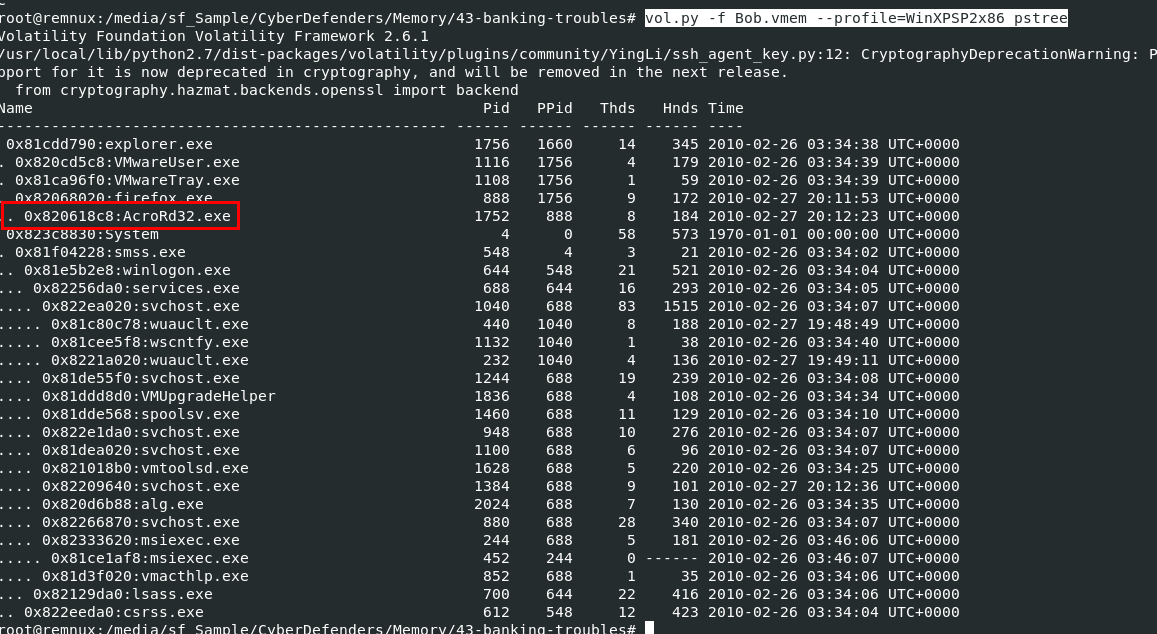 root@remnux:/media/sf_Sample/CyberDefenders/Memory/43-banking-troubles# vol.py -f Bob.vmem --profile=WinXPSP2x86 pstree
Volatility Foundation Volatility Framework 2.6.1
/usr/local/lib/python2.7/dist-packages/volatility/plugins/community/YingLi/ssh_agent_key.py:12: CryptographyDeprecationWarning: P
pport for it is now deprecated in cryptography, and will be removed in the next release.
  from cryptography.hazmat.backends.openssl import backend
Name                                                  Pid   PPid   Thds   Hnds Time
-------------------------------------------------- ------ ------ ------ ------ ----
 0x81cdd790:explorer.exe                             1756   1660     14    345 2010-02-26 03:34:38 UTC+0000
. 0x820cd5c8:VMwareUser.exe                          1116   1756      4    179 2010-02-26 03:34:39 UTC+0000
. 0x81ca96f0:VMwareTray.exe                          1108   1756      1     59 2010-02-26 03:34:39 UTC+0000
. 0x82068020:firefox.exe                              888   1756      9    172 2010-02-27 20:11:53 UTC+0000
.. 0x820618c8:AcroRd32.exe                           1752    888      8    184 2010-02-27 20:12:23 UTC+0000
 0x823c8830:System                                      4      0     58    573 1970-01-01 00:00:00 UTC+0000
. 0x81f04228:smss.exe                                 548      4      3     21 2010-02-26 03:34:02 UTC+0000
.. 0x81e5b2e8:winlogon.exe                            644    548     21    521 2010-02-26 03:34:04 UTC+0000
... 0x82256da0:services.exe                           688    644     16    293 2010-02-26 03:34:05 UTC+0000
.... 0x822ea020:svchost.exe                          1040    688     83   1515 2010-02-26 03:34:07 UTC+0000
..... 0x81c80c78:wuauclt.exe                          440   1040      8    188 2010-02-27 19:48:49 UTC+0000
..... 0x81cee5f8:wscntfy.exe                         1132   1040      1     38 2010-02-26 03:34:40 UTC+0000
..... 0x8221a020:wuauclt.exe                          232   1040      4    136 2010-02-27 19:49:11 UTC+0000
.... 0x81de55f0:svchost.exe                          1244    688     19    239 2010-02-26 03:34:08 UTC+0000
.... 0x81ddd8d0:VMUpgradeHelper                      1836    688      4    108 2010-02-26 03:34:34 UTC+0000
.... 0x81dde568:spoolsv.exe                          1460    688     11    129 2010-02-26 03:34:10 UTC+0000
.... 0x822e1da0:svchost.exe                           948    688     10    276 2010-02-26 03:34:07 UTC+0000
.... 0x81dea020:svchost.exe                          1100    688      6     96 2010-02-26 03:34:07 UTC+0000
.... 0x821018b0:vmtoolsd.exe                         1628    688      5    220 2010-02-26 03:34:25 UTC+0000
.... 0x82209640:svchost.exe                          1384    688      9    101 2010-02-27 20:12:36 UTC+0000
.... 0x820d6b88:alg.exe                              2024    688      7    130 2010-02-26 03:34:35 UTC+0000
.... 0x82266870:svchost.exe                           880    688     28    340 2010-02-26 03:34:07 UTC+0000
.... 0x82333620:msiexec.exe                           244    688      5    181 2010-02-26 03:46:06 UTC+0000
..... 0x81ce1af8:msiexec.exe                          452    244      0 ------ 2010-02-26 03:46:07 UTC+0000
.... 0x81d3f020:vmacthlp.exe                          852    688      1     35 2010-02-26 03:34:06 UTC+0000
... 0x82129da0:lsass.exe                              700    644     22    416 2010-02-26 03:34:06 UTC+0000
.. 0x822eeda0:csrss.exe                               612    548     12    423 2010-02-26 03:34:04 UTC+0000
root@remnux:/media/sf_Sample/CyberDefenders/Memory/43-banking-troubles#